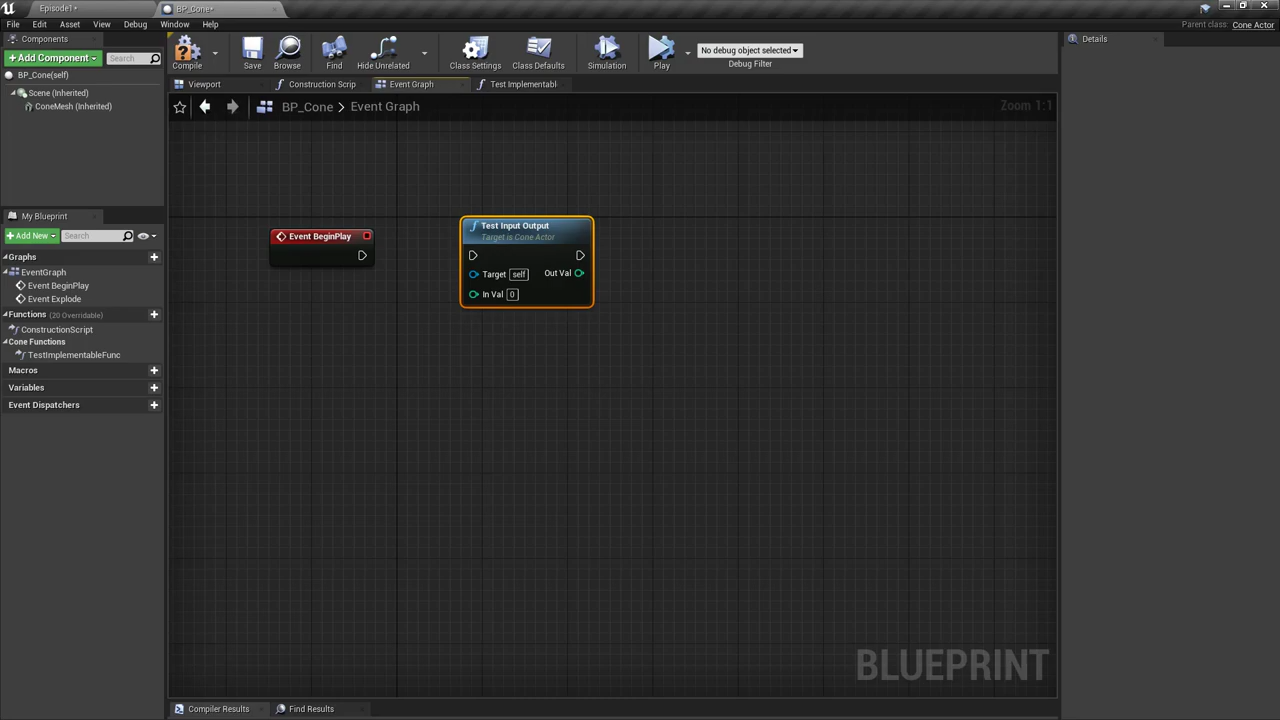 Episode1*
BP_Cone*
File Edit Asset View Debug Window Help
Parent class: Cone Actor
Components
+Add Component
Search
BP_Cone(self)
Scene (Inherited)
ConeMesh (Inherited)
Compile
Save
Browse
Find
Hide Unrelated
Class Settings
Class Defaults
Simulation
Play
No debug object selected
Debug Filter
Details
Viewport
Construction Scrip
Event Graph
Test Implementabl
BP_Cone > Event Graph
Zoom 1:1
My Blueprint
+Add New
Search
Graphs
EventGraph
Event BeginPlay
Event Explode
Functions (20 Overridable)
ConstructionScript
Cone Functions
TestImplementableFunc
Macros
Variables
Event Dispatchers
Event BeginPlay
Test Input Output
Target is Cone Actor
Target self
Out Val
In Val 0
BLUEPRINT
Compiler Results
Find Results